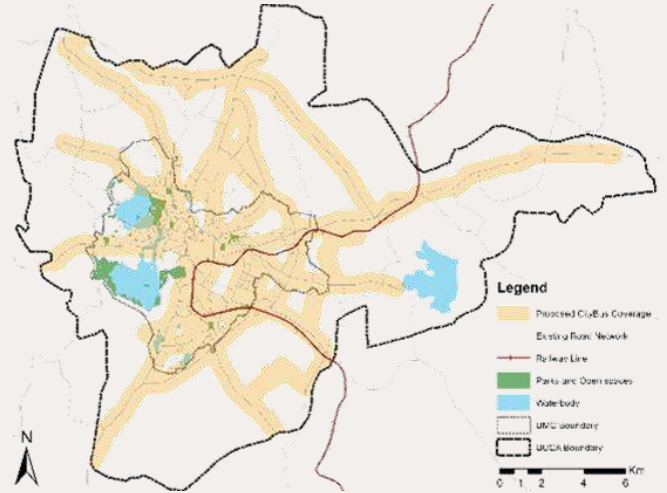 Legend
Proposed CityBus Coverage
Existing Road Network
Railway Line
Parks and Open spaces
Waterbody
UMC Boundary
UUCA Boundary
N
Km
0 1 2 4 6